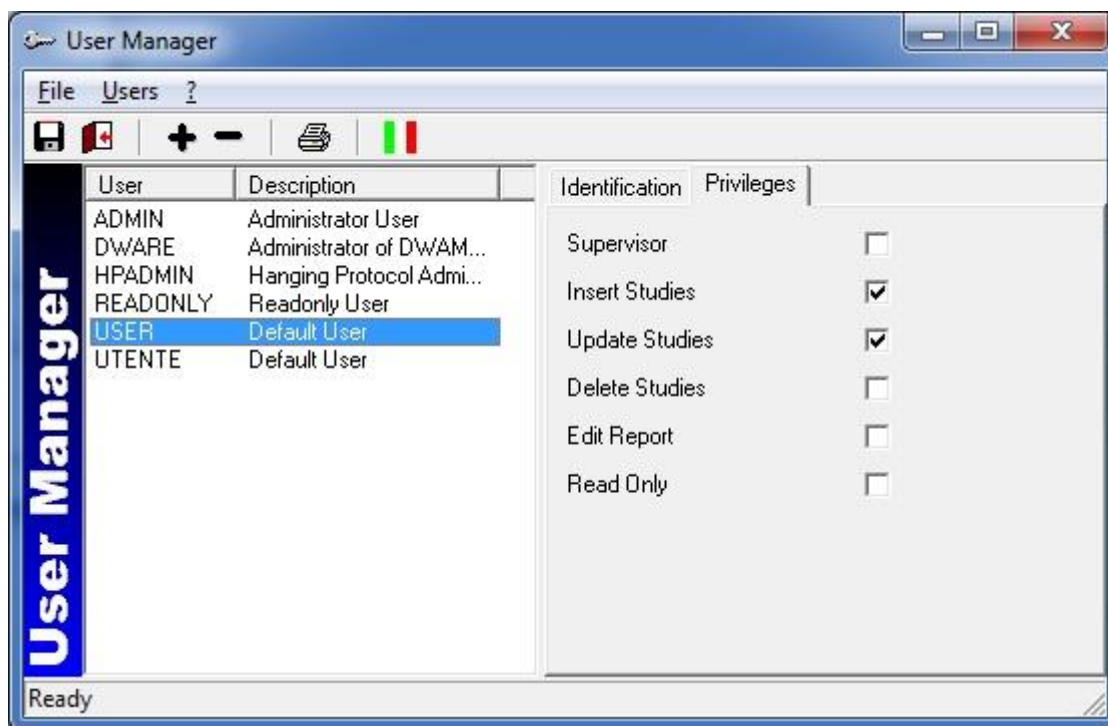 User Manager
File Users ?
User Manager
User Description
ADMIN Administrator User
DWARE Administrator of DWAM...
HPADMIN Hanging Protocol Admi...
READONLY Readonly User
USER Default User
UTENTE Default User
Identification Privileges
Supervisor
Insert Studies
Update Studies
Delete Studies
Edit Report
Read Only
Ready